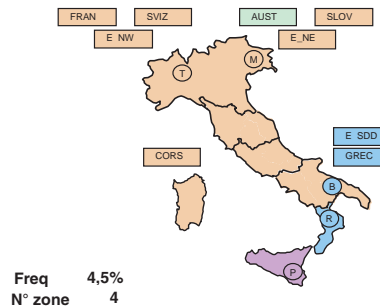 FRAN SVIZ AUST SLOV
E_NW E_NE
M
T
E_SDD
CORS GREC
B
R
P
Freq 4,5%
N° zone 4